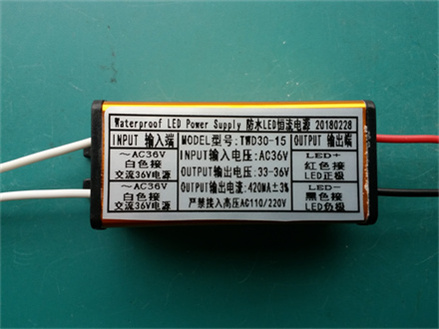 Waterproof LED Power Supply 防水LED恒流电源 20180228
INPUT 输入端
～AC36V
白色接
交流36V电源
～AC36V
白色接
交流36V电源
MODEL型号:TWD30-15
INPUT输入电压:AC36V
OUTPUT输出电压:33-36V
OUTPUT输出电流:420MA±3%
严禁接入高压AC110/220V
OUTPUT 输出端
LED+
红色接
LED正极
LED-
黑色接
LED负极